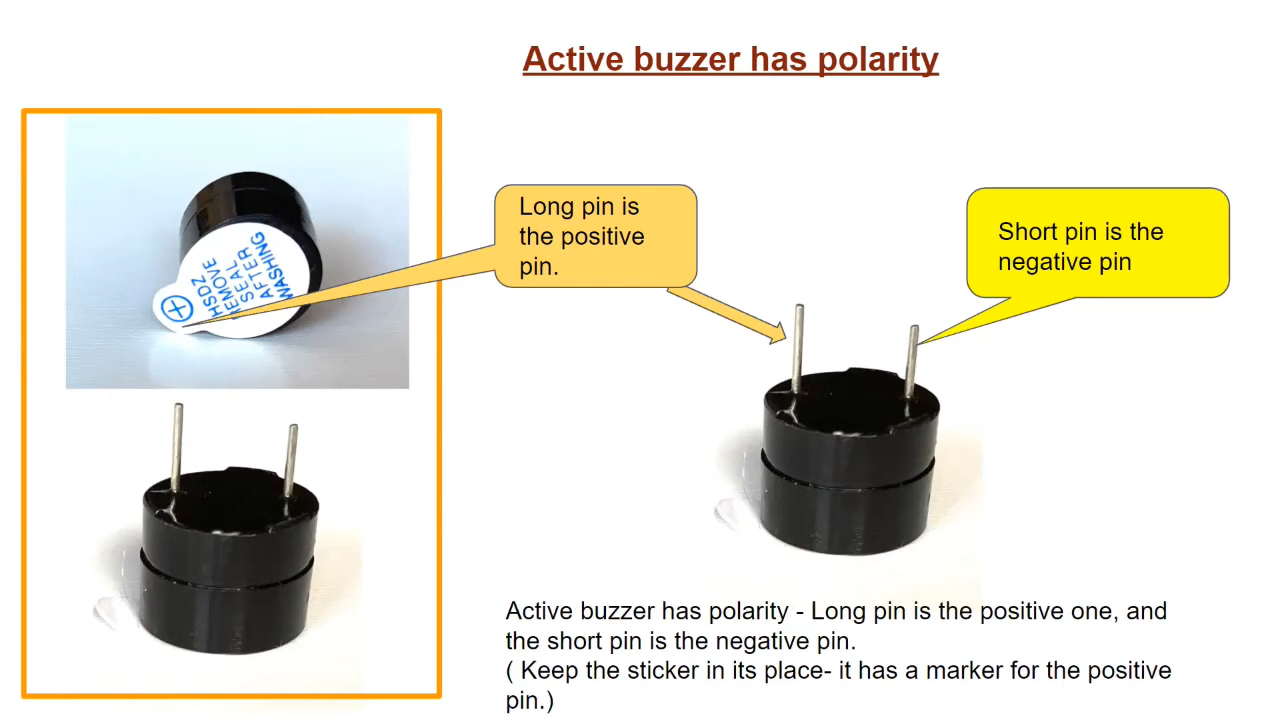 Active buzzer has polarity
HSDZ
REMOVE
SEAL
AFTER
WASHING
Long pin is
the positive
pin.
Short pin is the
negative pin
Active buzzer has polarity - Long pin is the positive one, and
the short pin is the negative pin.
( Keep the sticker in its place- it has a marker for the positive
pin.)